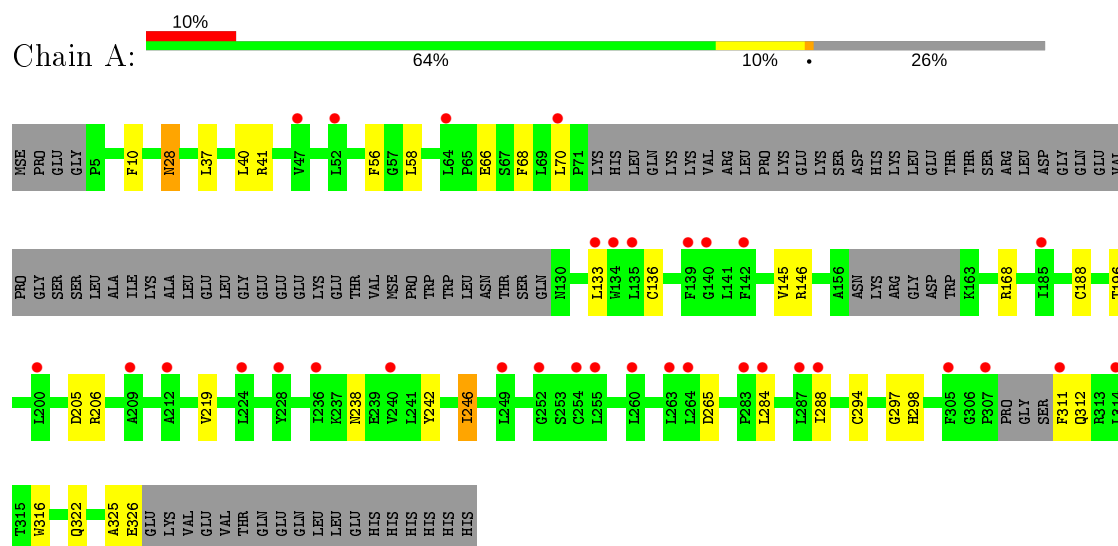 10%
Chain A:
64% 10% • 26%
MSE PRO GLU GLY P5 F10 N28 L37 L40 R41 V47 L52 F56 G57 L58 L64 P65 E66 S67 F68 L69 L70 P71 LYS HIS LEU GLN LYS LYS VAL ARG LEU PRO LYS GLU LYS SER ASP HIS LYS LEU GLU THR THR SER ARG LEU ASP GLY GLN GLU VAL
PRO GLY SER SER LEU ALA ILE LYS ALA LEU GLU LEU GLY GLU GLU GLU LYS GLU THR VAL MSE PRO TRP TRP LEU ASN THR SER GLN N130 L133 W134 L135 C136 F139 G140 L141 F142 V145 R146 A156 ASN LYS ARG GLY ASP TRP K163 R168 I185 C188 T196
L200 D205 R206 A209 A212 V219 L224 Y228 I236 K237 N238 E239 V240 L241 Y242 I246 L249 G252 S253 C254 L255 L260 L263 L264 D265 P283 L284 L287 I288 C294 G297 H298 F305 G306 P307 PRO GLY SER F311 Q312 R313 L314
T315 W316 Q322 A325 E326 GLU LYS VAL GLU VAL THR GLN GLU GLN LEU LEU GLU HIS HIS HIS HIS HIS HIS